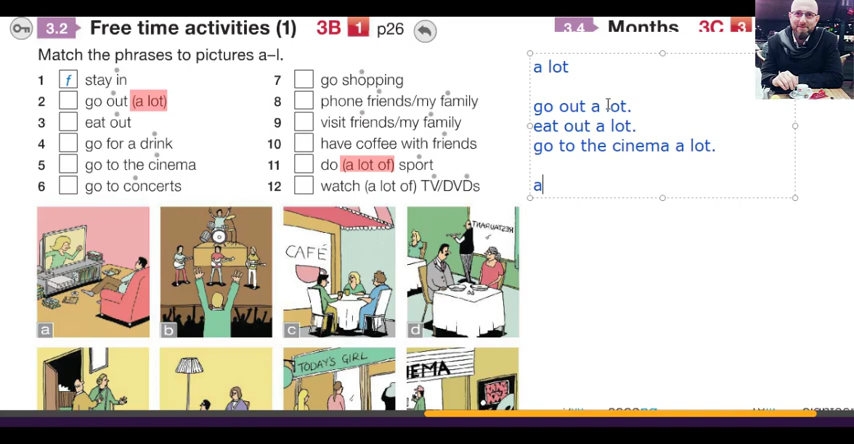 3.2 Free time activities (1) 3B 1 p26
Match the phrases to pictures a–l.
1 f stay in
2 go out (a lot)
3 eat out
4 go for a drink
5 go to the cinema
6 go to concerts
7 go shopping
8 phone friends/my family
9 visit friends/my family
10 have coffee with friends
11 do (a lot of) sport
12 watch (a lot of) TV/DVDs
3.4 Months 3C 3
a lot
go out a lot.
eat out a lot.
go to the cinema a lot.
a
CAFÉ
RESTAURANT
a b c d
TODAY'S GIRL
EMA